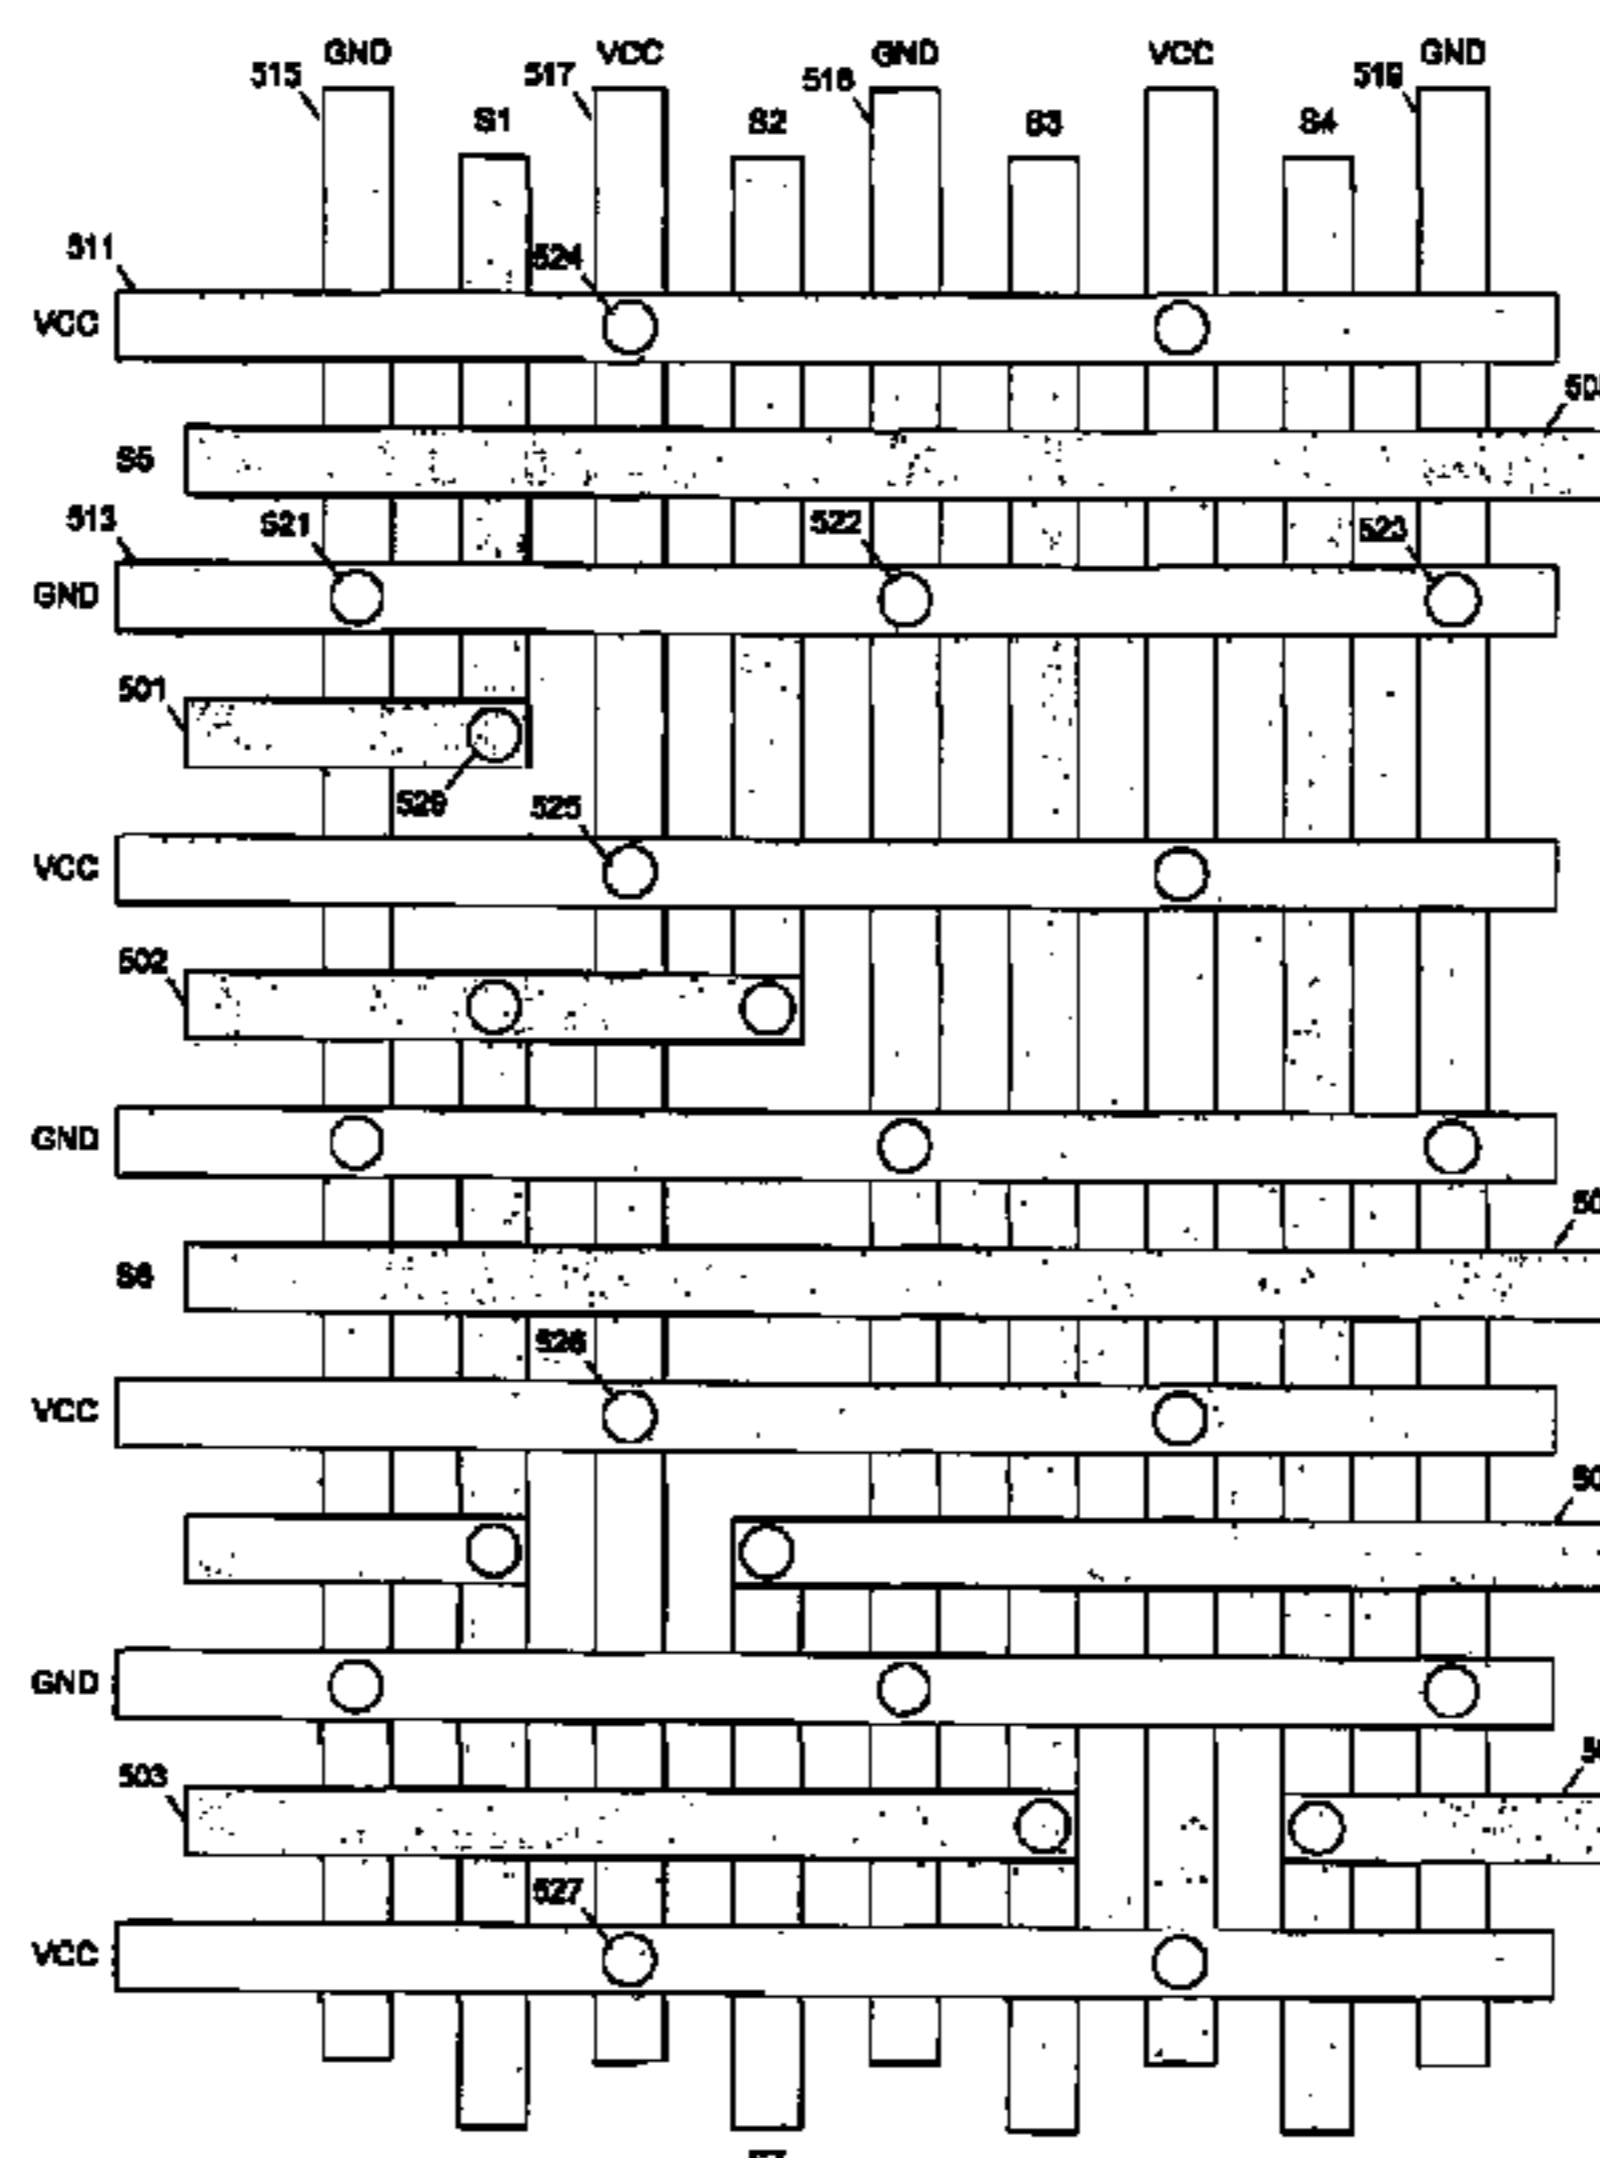 GND VCC GND VCC GND
515 517 518 519
S1 S2 S3 S4
511 524
VCC
S5
513 521 522 523
GND
501
529 525
VCC
502
GND
S6
526
VCC
GND
503
527
VCC